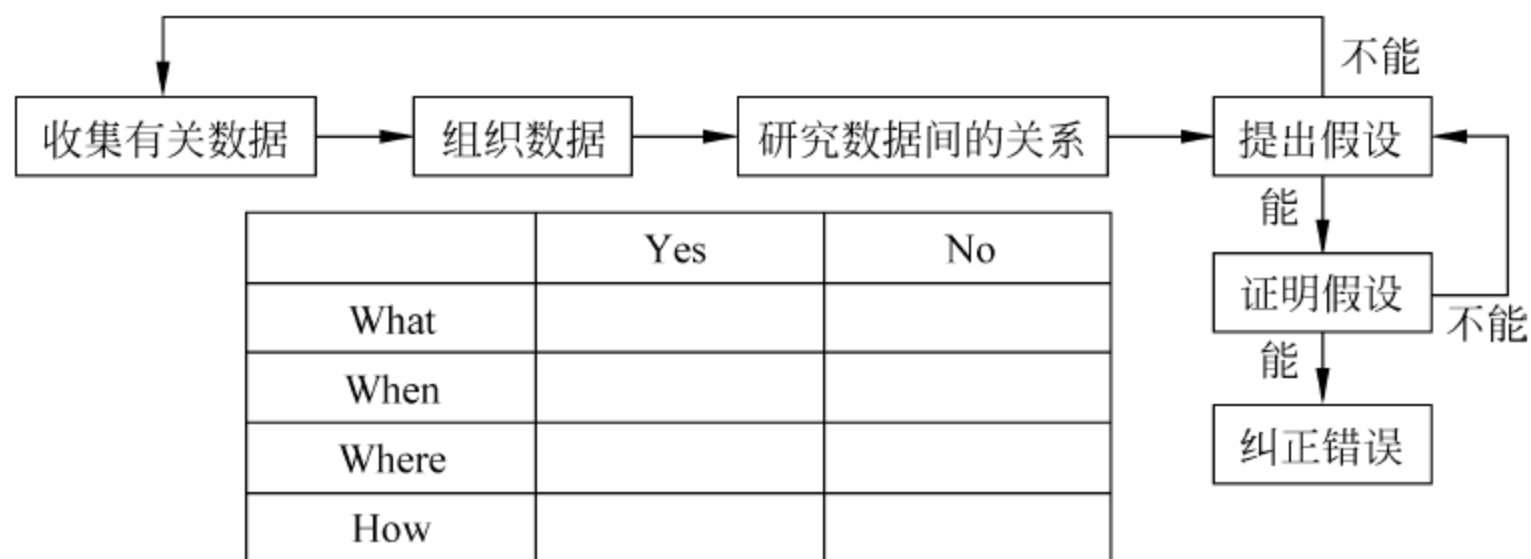 不能
收集有关数据 组织数据 研究数据间的关系 提出假设
能
Yes No
证明假设
What
不能
能
When
Where
纠正错误
How